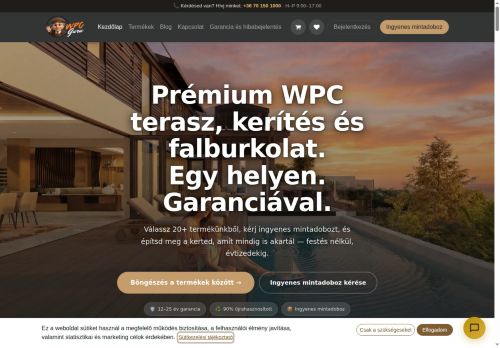 Kérdésed van? Hívj minket: +36 70 150 1000 · H–P 9:00–17:00
WPC Guru
Kezdőlap Termékek Blog Kapcsolat Garancia és hibabejelentés Bejelentkezés Ingyenes mintadoboz
Prémium WPC
terasz, kerítés és
falburkolat.
Egy helyen.
Garanciával.
Válassz 20+ termékünkből, kérj ingyenes mintadobozt, és
építsd meg a kerted, amit mindig is akartál — festés nélkül,
évtizedekig.
Böngészés a termékek között → Ingyenes mintadoboz kérése
12–25 év garancia 90% újrahasznosított Ingyenes mintadoboz
Ez a weboldal sütiket használ a megfelelő működés biztosítása, a felhasználói élmény javítása,
valamint statisztikai és marketing célok érdekében. Sütikezelési tájékoztató
Csak a szükségeseket Elfogadom